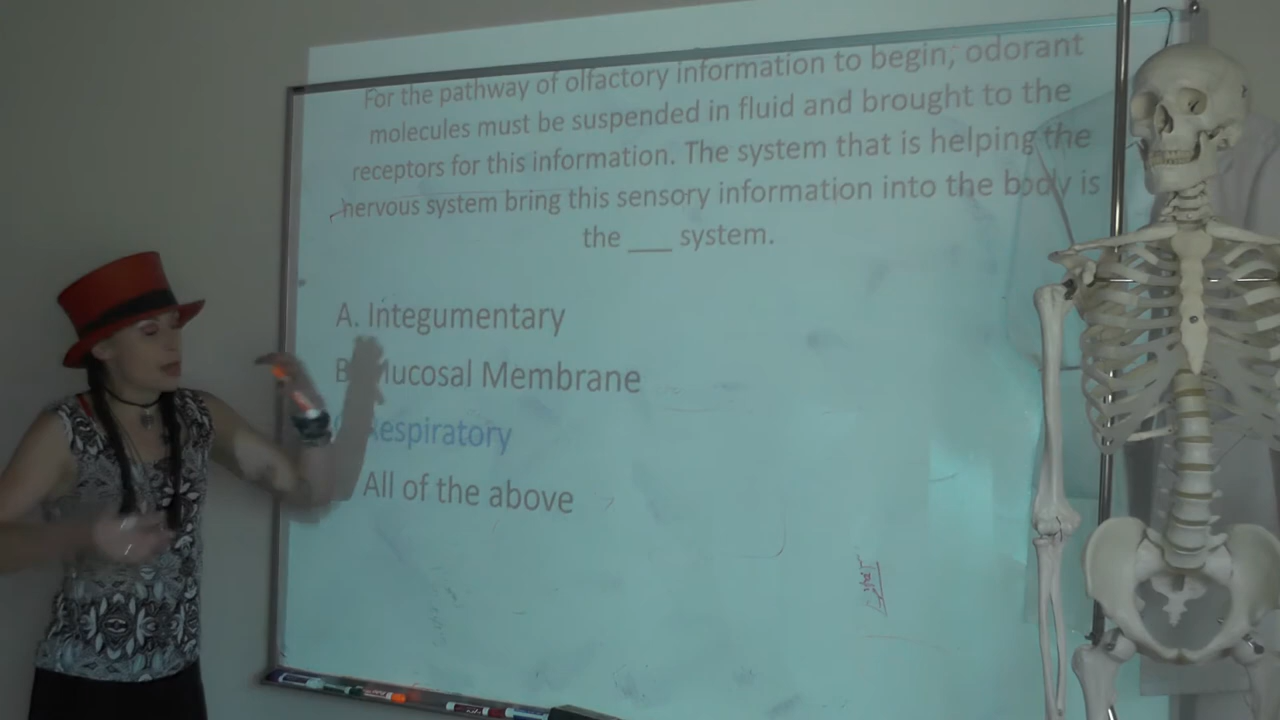 For the pathway of olfactory information to begin, odorant
molecules must be suspended in fluid and brought to the
receptors for this information. The system that is helping the
nervous system bring this sensory information into the body is
the ___ system.
A. Integumentary
B. Mucosal Membrane
Respiratory
All of the above